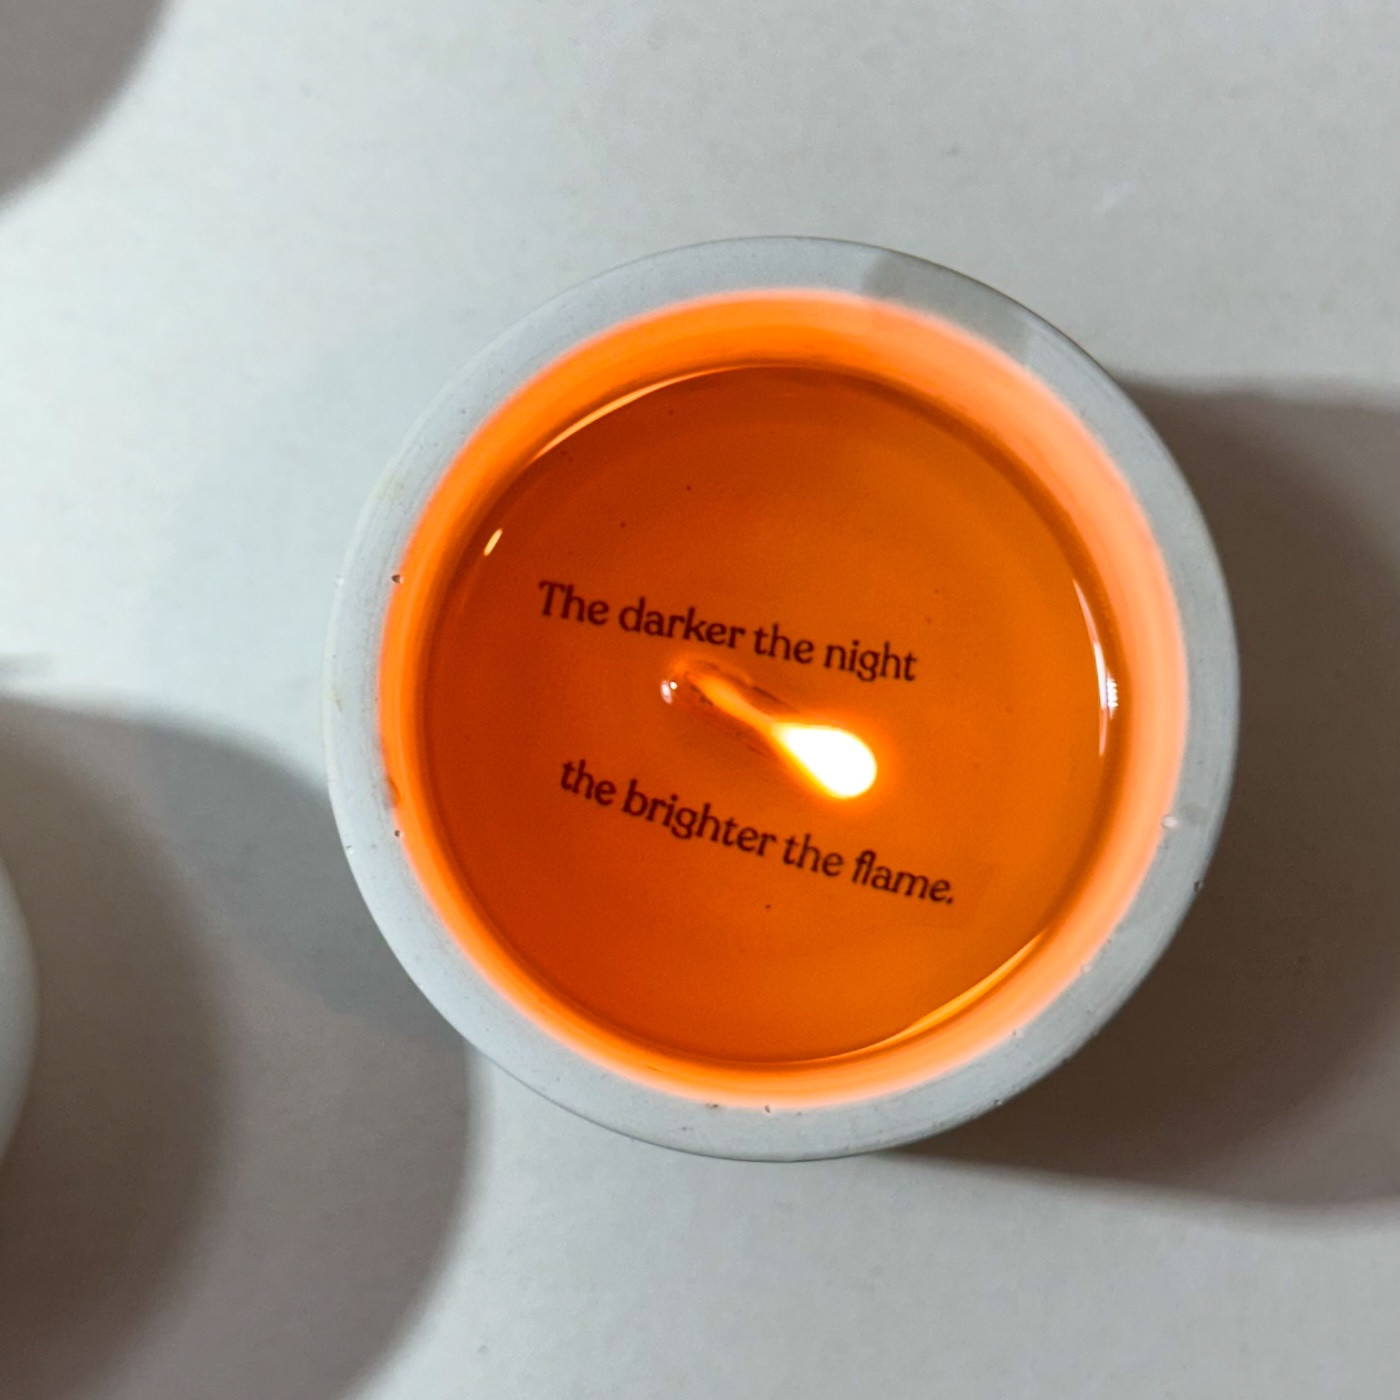 The darker the night
the brighter the flame.